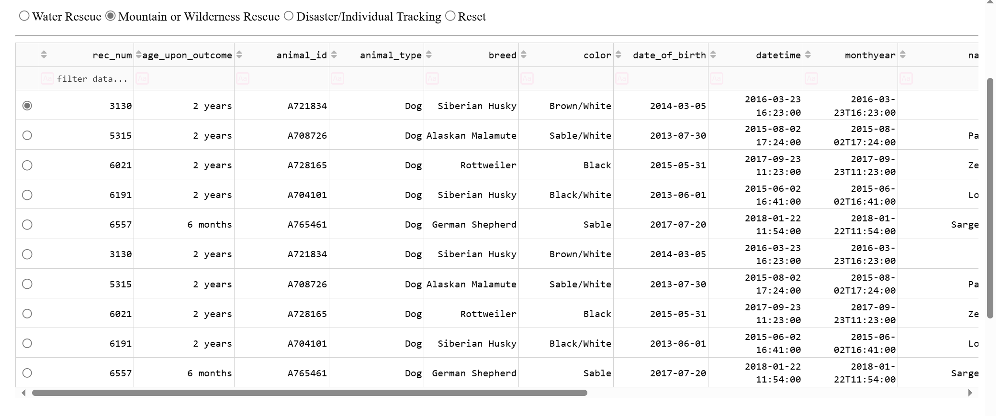 Water Rescue Mountain or Wilderness Rescue Disaster/Individual Tracking Reset
rec_num age_upon_outcome animal_id animal_type breed color date_of_birth datetime monthyear na
Aa filter data... Aa Aa Aa Aa Aa Aa Aa Aa Aa
3130 2 years A721834 Dog Siberian Husky Brown/White 2014-03-05 2016-03-23 16:23:00 2016-03-23T16:23:00
5315 2 years A708726 Dog Alaskan Malamute Sable/White 2013-07-30 2015-08-02 17:24:00 2015-08-02T17:24:00 Pa
6021 2 years A728165 Dog Rottweiler Black 2015-05-31 2017-09-23 11:23:00 2017-09-23T11:23:00 Ze
6191 2 years A704101 Dog Siberian Husky Black/White 2013-06-01 2015-06-02 16:41:00 2015-06-02T16:41:00 Lo
6557 6 months A765461 Dog German Shepherd Sable 2017-07-20 2018-01-22 11:54:00 2018-01-22T11:54:00 Sarge
3130 2 years A721834 Dog Siberian Husky Brown/White 2014-03-05 2016-03-23 16:23:00 2016-03-23T16:23:00
5315 2 years A708726 Dog Alaskan Malamute Sable/White 2013-07-30 2015-08-02 17:24:00 2015-08-02T17:24:00 Pa
6021 2 years A728165 Dog Rottweiler Black 2015-05-31 2017-09-23 11:23:00 2017-09-23T11:23:00 Ze
6191 2 years A704101 Dog Siberian Husky Black/White 2013-06-01 2015-06-02 16:41:00 2015-06-02T16:41:00 Lo
6557 6 months A765461 Dog German Shepherd Sable 2017-07-20 2018-01-22 11:54:00 2018-01-22T11:54:00 Sarge